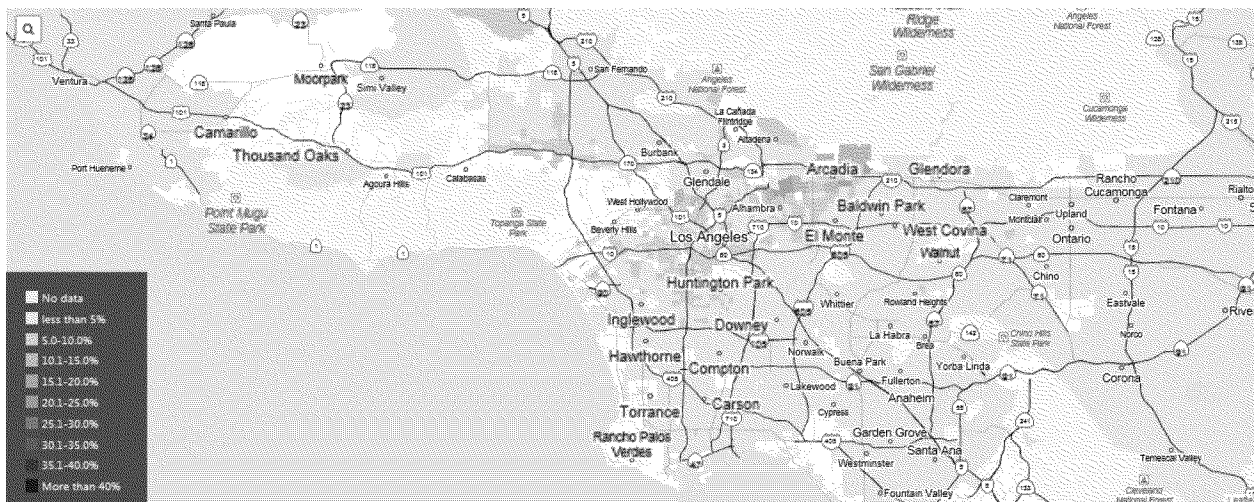 Santa Paula
Ridge
Wilderness
Angeles
National Forest
Ventura
Moorpark
Simi Valley
San Fernando
Angeles
National Forest
San Gabriel
Wilderness
Cucamonga
Wilderness
Camarillo
La Cañada
Flintridge
Altadena
Port Hueneme
Thousand Oaks
Agoura Hills
Calabasas
Burbank
Glendale
Arcadia
Glendora
Rancho
Cucamonga
Rialto
Point Mugu
State Park
Topanga State
Park
West Hollywood
Beverly Hills
Alhambra
Baldwin Park
Claremont
Montclair
Upland
Fontana
Los Angeles
El Monte
West Covina
Ontario
Walnut
Chino
Huntington Park
Whittier
Rowland Heights
Eastvale
Inglewood
Downey
La Habra
Brea
Chino Hills
State Park
Norco
Hawthorne
Norwalk
Buena Park
Yorba Linda
Compton
Fullerton
Corona
Lakewood
Anaheim
Torrance
Carson
Cypress
Rancho Palos
Verdes
Garden Grove
Westminster
Santa Ana
Temescal Valley
Fountain Valley
Cleveland
National Forest
No data
less than 5%
5.0-10.0%
10.1-15.0%
15.1-20.0%
20.1-25.0%
25.1-30.0%
30.1-35.0%
35.1-40.0%
More than 40%